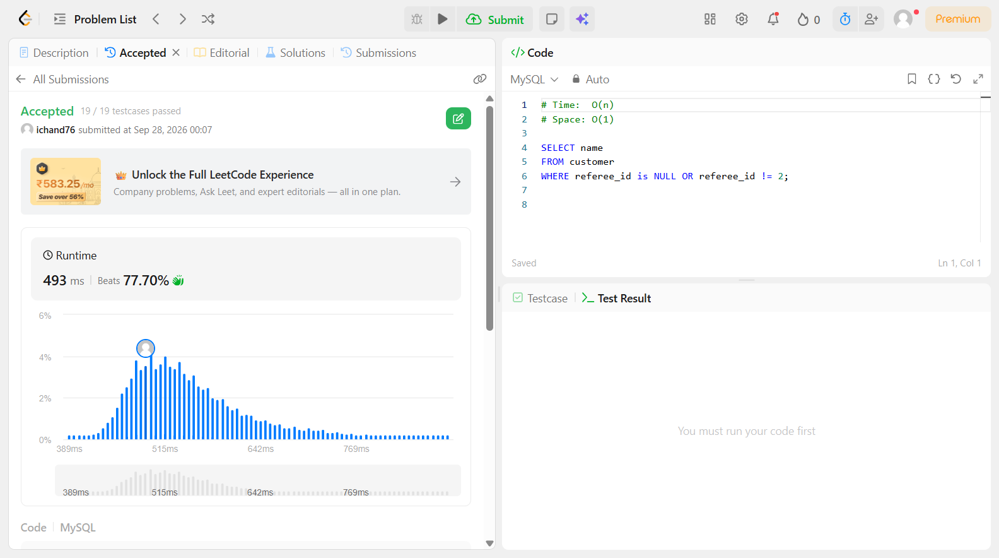 Problem List
Submit
0
Premium
Description
Accepted
Editorial
Solutions
Submissions
All Submissions
Accepted 19 / 19 testcases passed
ichand76 submitted at Sep 28, 2026 00:07
₹583.25/mo
Save over 56%
Unlock the Full LeetCode Experience
Company problems, Ask Leet, and expert editorials — all in one plan.
Runtime
493 ms Beats 77.70%
6%
4%
2%
0%
389ms 515ms 642ms 769ms
389ms 515ms 642ms 769ms
Code MySQL
</> Code
MySQL Auto
1 # Time:  O(n)
2 # Space: O(1)
3
4 SELECT name
5 FROM customer
6 WHERE referee_id is NULL OR referee_id != 2;
7
8
Saved
Ln 1, Col 1
Testcase
Test Result
You must run your code first